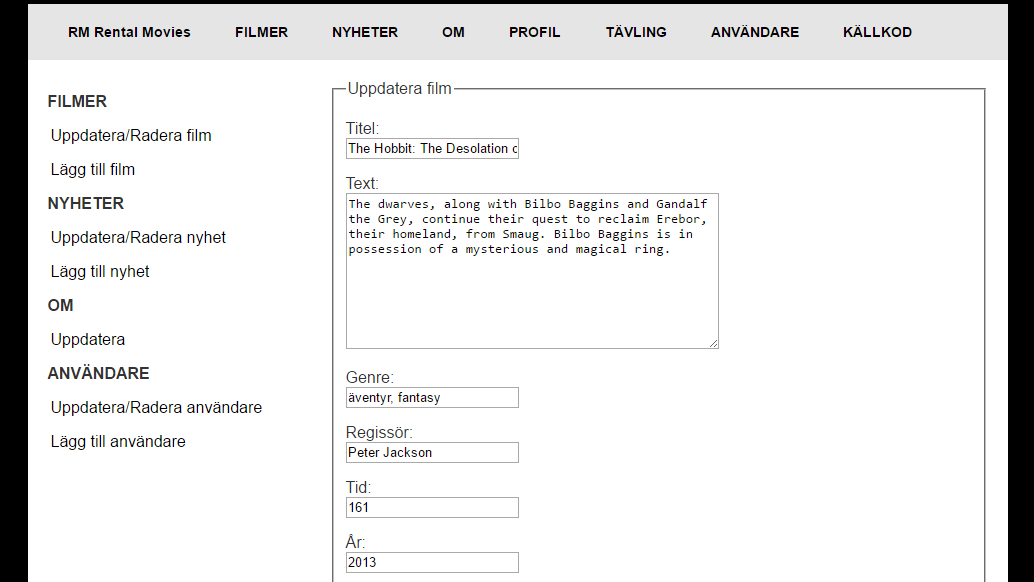 RM Rental Movies FILMER NYHETER OM PROFIL TÄVLING ANVÄNDARE KÄLLKOD
FILMER
Uppdatera/Radera film
Lägg till film
NYHETER
Uppdatera/Radera nyhet
Lägg till nyhet
OM
Uppdatera
ANVÄNDARE
Uppdatera/Radera användare
Lägg till användare
Uppdatera film
Titel:
The Hobbit: The Desolation
Text:
The dwarves, along with Bilbo Baggins and Gandalf
the Grey, continue their quest to reclaim Erebor,
their homeland, from Smaug. Bilbo Baggins is in
possession of a mysterious and magical ring.
Genre:
äventyr, fantasy
Regissör:
Peter Jackson
Tid:
161
År:
2013